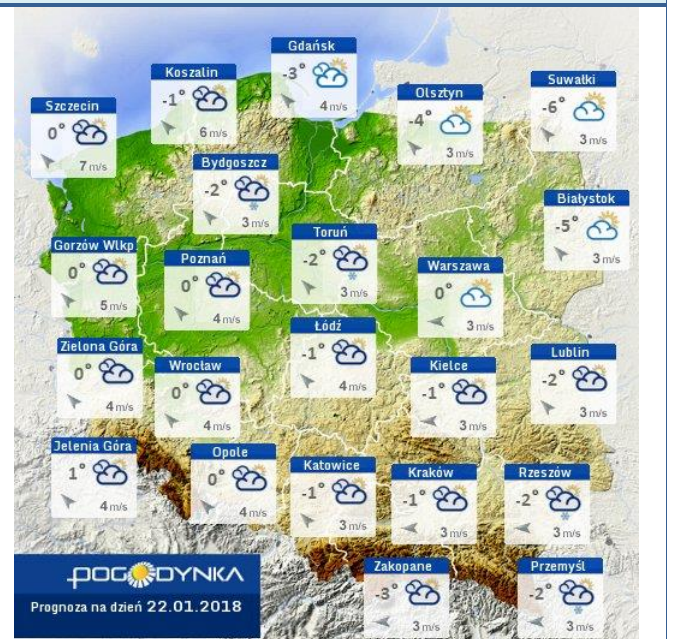 Gdańsk
-3°
4 m/s
Koszalin
-1°
6 m/s
Suwałki
-6°
3 m/s
Olsztyn
-4°
3 m/s
Szczecin
0°
7 m/s
Bydgoszcz
-2°
3 m/s
Białystok
-5°
3 m/s
Toruń
-2°
3 m/s
Gorzów Wlkp
0°
5 m/s
Poznań
0°
4 m/s
Warszawa
0°
3 m/s
Łódź
-1°
4 m/s
Zielona Góra
0°
4 m/s
Wrocław
0°
4 m/s
Kielce
-1°
3 m/s
Lublin
-2°
3 m/s
Jelenia Góra
1°
4 m/s
Opole
0°
4 m/s
Katowice
-1°
3 m/s
Kraków
-1°
3 m/s
Rzeszów
-2°
3 m/s
Zakopane
-3°
3 m/s
Przemyśl
-2°
3 m/s
POGODYNKA
Prognoza na dzień 22.01.2018